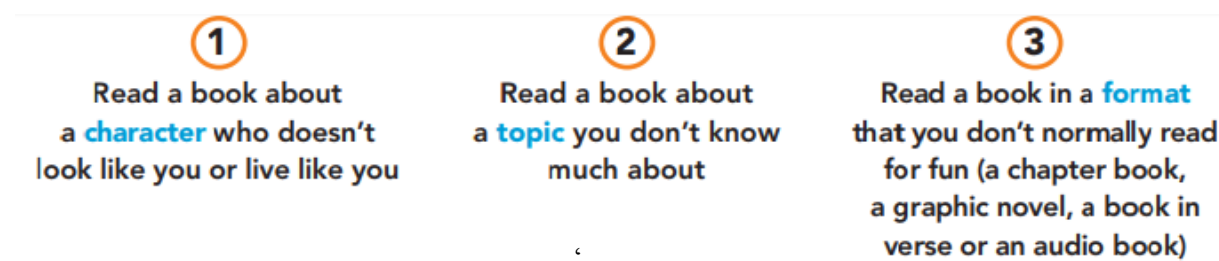 1
Read a book about
a character who doesn't
look like you or live like you
2
Read a book about
a topic you don't know
much about
،
3
Read a book in a format
that you don't normally read
for fun (a chapter book,
a graphic novel, a book in
verse or an audio book)